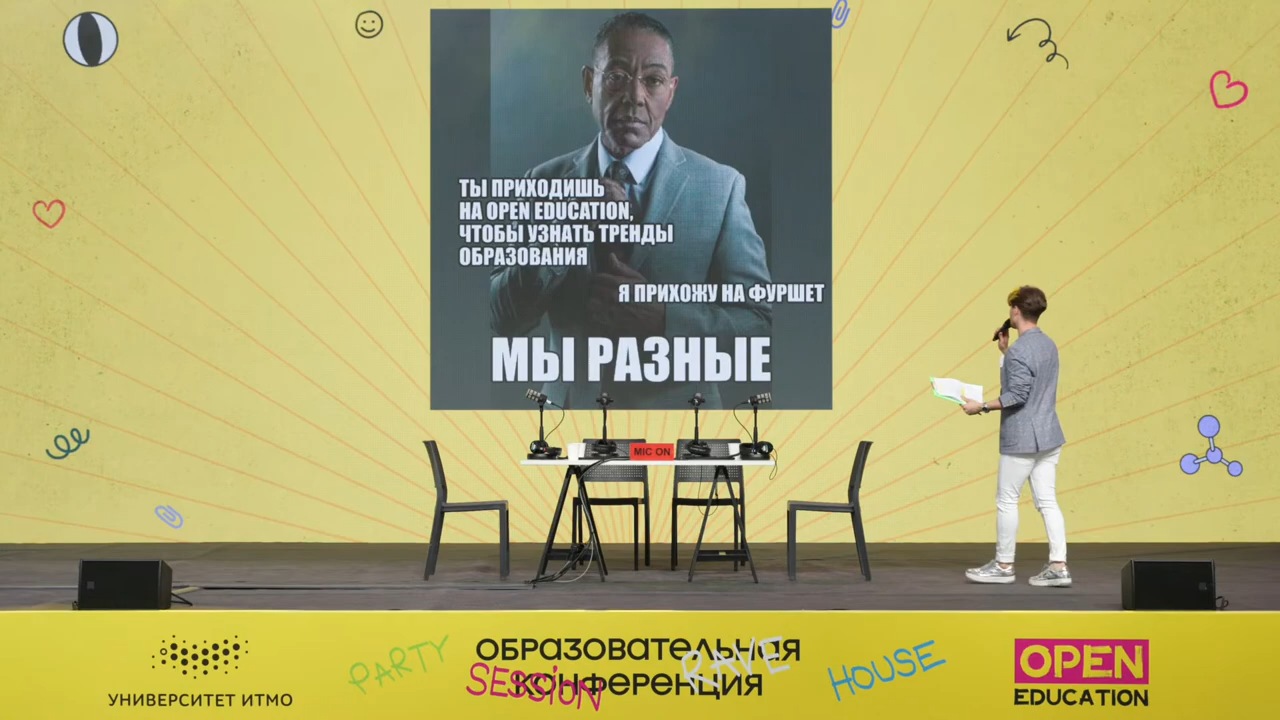 ТЫ ПРИХОДИШЬ
НА OPEN EDUCATION,
ЧТОБЫ УЗНАТЬ ТРЕНДЫ
ОБРАЗОВАНИЯ
Я ПРИХОЖУ НА ФУРШЕТ
МЫ РАЗНЫЕ
MIC ON
УНИВЕРСИТЕТ ИТМО
PARTY
ОБРАЗОВАТЕЛЬНАЯ
КОНФЕРЕНЦИЯ
SESSION
RAVE
HOUSE
OPEN
EDUCATION